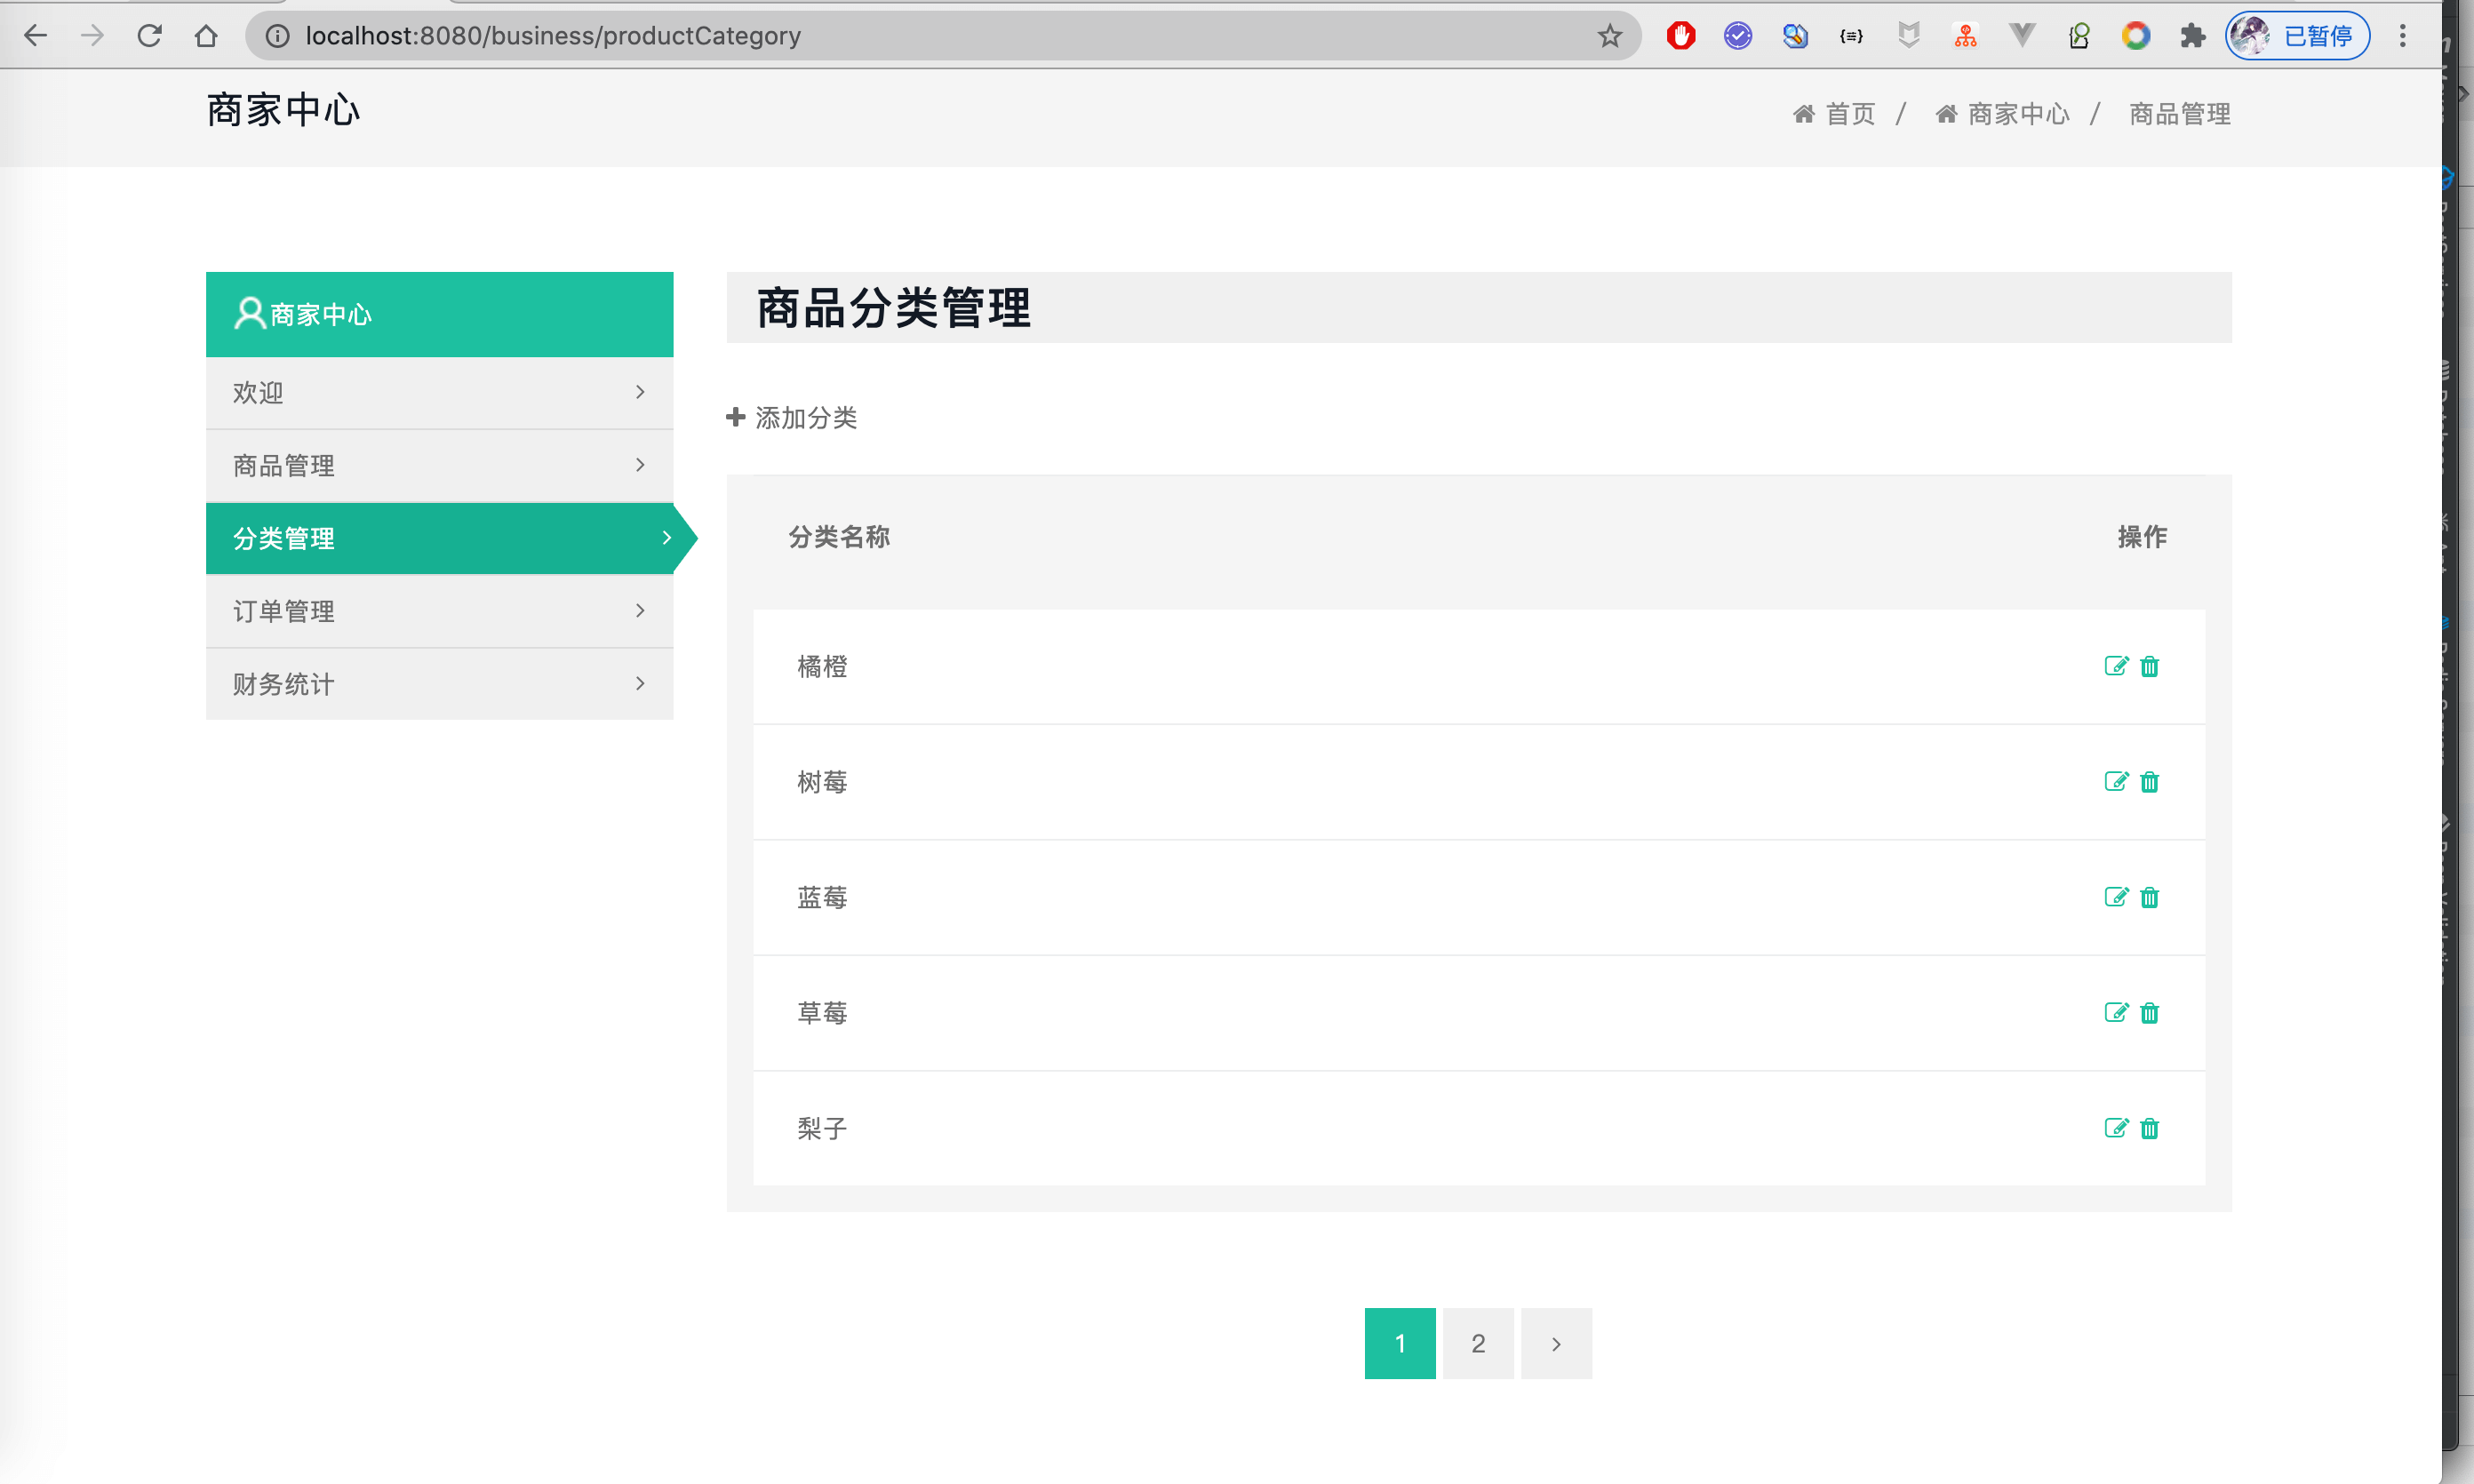 localhost:8080/business/productCategory
已暂停
商家中心
首页 / 商家中心 / 商品管理
商家中心
欢迎
商品管理
分类管理
订单管理
财务统计
商品分类管理
添加分类
分类名称 操作
橘橙
树莓
蓝莓
草莓
梨子
1 2